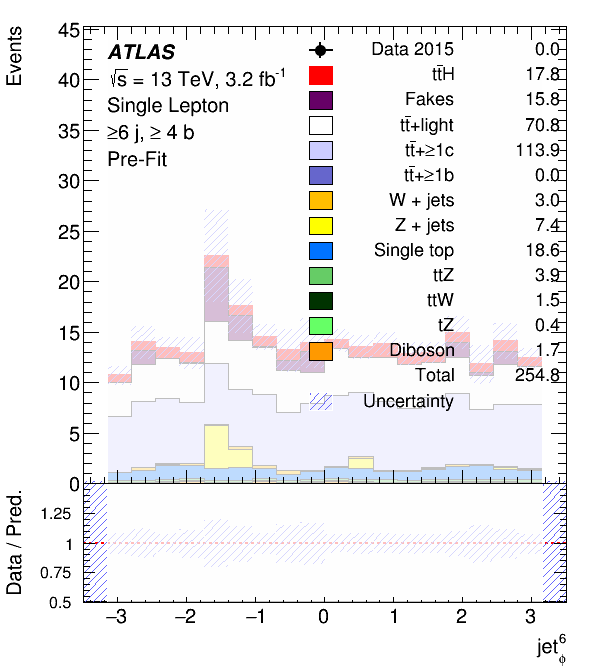 Events
45
40
35
30
25
20
15
10
5
0
ATLAS
√s = 13 TeV, 3.2 fb⁻¹
Single Lepton
≥6 j, ≥ 4 b
Pre-Fit
Data 2015 0.0
tt̄H 17.8
Fakes 15.8
tt̄+light 70.8
tt̄+≥1c 113.9
tt̄+≥1b 0.0
W + jets 3.0
Z + jets 7.4
Single top 18.6
ttZ 3.9
ttW 1.5
tZ 0.4
Diboson 1.7
Total 254.8
Uncertainty
Data / Pred.
1.25
1
0.75
0.5
−3 −2 −1 0 1 2 3
jet⁶ϕ